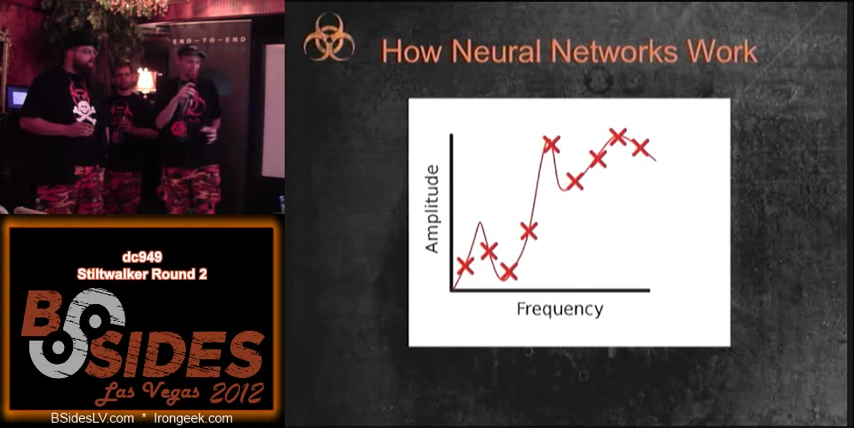 END-TO-END
How Neural Networks Work
Amplitude
Frequency
dc949
Stiltwalker Round 2
BSIDES
Las Vegas 2012
BSidesLV.com * Irongeek.com